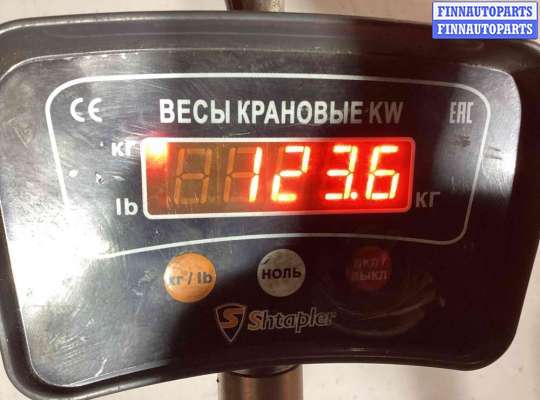 FINNAUTOPARTS
FINNAUTOPARTS
CE
ВЕСЫ КРАНОВЫЕ KW
EAC
кг
123.6
lb
КГ
кг / lb
НОЛЬ
ВКЛ /
ВЫКЛ
S Shtapler